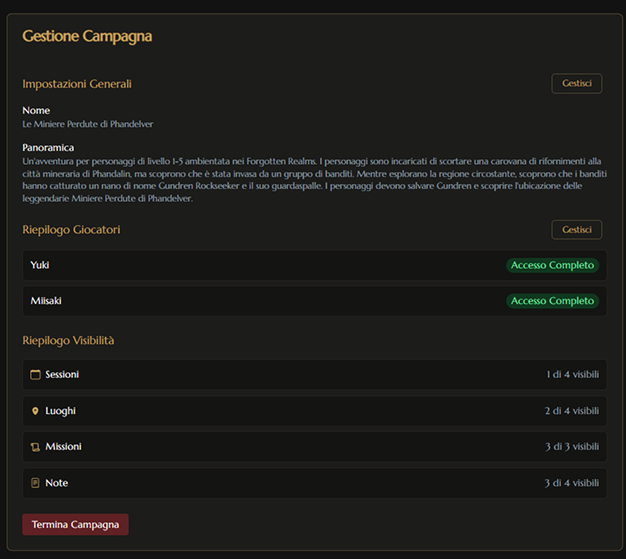 Gestione Campagna
Impostazioni Generali
Gestisci
Nome
Le Miniere Perdute di Phandelver
Panoramica
Un'avventura per personaggi di livello 1-5 ambientata nei Forgotten Realms. I personaggi sono incaricati di scortare una carovana di rifornimenti alla
città mineraria di Phandalin, ma scoprono che è stata invasa da un gruppo di banditi. Mentre esplorano la regione circostante, scoprono che i banditi
hanno catturato un nano di nome Gundren Rockseeker e il suo guardaspalle. I personaggi devono salvare Gundren e scoprire l'ubicazione delle
leggendarie Miniere Perdute di Phandelver.
Riepilogo Giocatori
Gestisci
Yuki
Accesso Completo
Miisaki
Accesso Completo
Riepilogo Visibilità
Sessioni
1 di 4 visibili
Luoghi
2 di 4 visibili
Missioni
3 di 3 visibili
Note
3 di 4 visibili
Termina Campagna